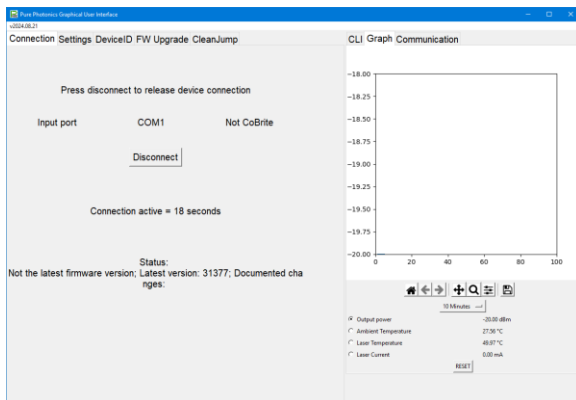 Pure Photonics Graphical User Interface
v2024.08.21
Connection Settings DeviceID FW Upgrade CleanJump
CLI Graph Communication
Press disconnect to release device connection
Input port COM1 Not CoBrite
Disconnect
Connection active = 18 seconds
Status:
Not the latest firmware version; Latest version: 31377; Documented cha
nges:
−18.00
−18.25
−18.50
−18.75
−19.00
−19.25
−19.50
−19.75
−20.00
0 20 40 60 80 100
10 Minutes
Output power -20.00 dBm
Ambient Temperature 27.56 °C
Laser Temperature 49.97 °C
Laser Current 0.00 mA
RESET